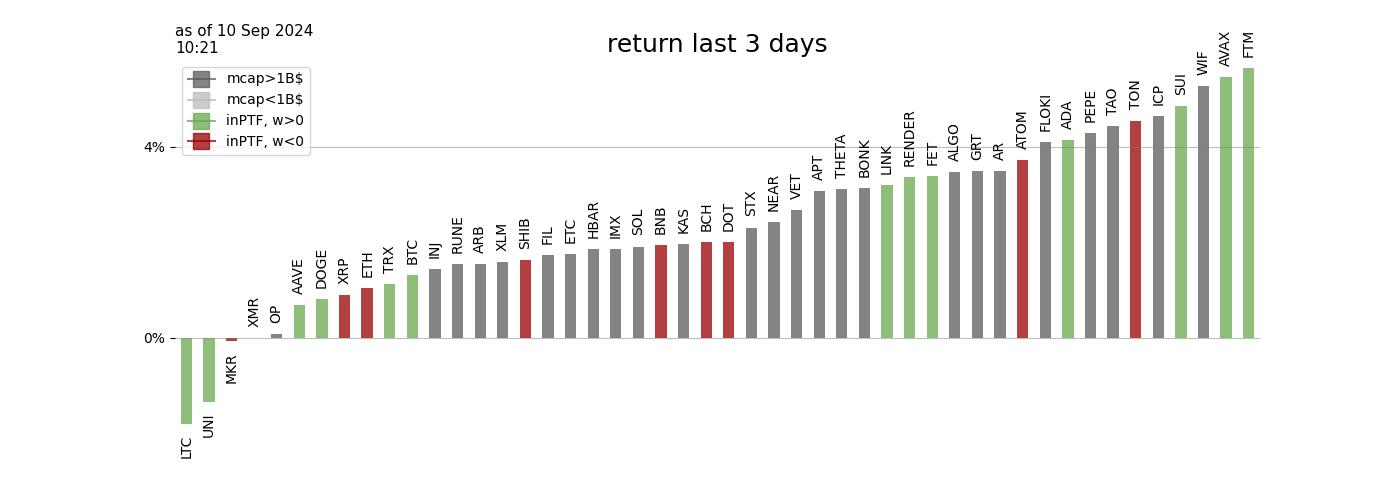 as of 10 Sep 2024
10:21
return last 3 days
mcap>1B$
mcap<1B$
inPTF, w>0
inPTF, w<0
4%
0%
LTC
UNI
MKR
XMR
OP
AAVE
DOGE
XRP
ETH
TRX
BTC
INJ
RUNE
ARB
XLM
SHIB
FIL
ETC
HBAR
IMX
SOL
BNB
KAS
BCH
DOT
STX
NEAR
VET
APT
THETA
BONK
LINK
RENDER
FET
ALGO
GRT
AR
ATOM
FLOKI
ADA
PEPE
TAO
TON
ICP
SUI
WIF
AVAX
FTM